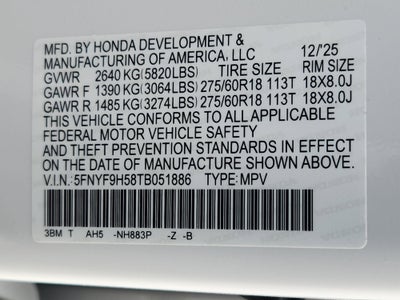 MFD. BY HONDA DEVELOPMENT &
MANUFACTURING OF AMERICA, LLC 12/'25
GVWR 2640 KG(5820LBS) TIRE SIZE RIM SIZE
GAWR F 1390 KG(3064LBS) 275/60R18 113T 18X8.0J
GAWR R 1485 KG(3274LBS) 275/60R18 113T 18X8.0J
THIS VEHICLE CONFORMS TO ALL APPLICABLE
FEDERAL MOTOR VEHICLE SAFETY
AND THEFT PREVENTION STANDARDS IN EFFECT
ON THE DATE OF MANUFACTURE SHOWN ABOVE.
V.I.N.:5FNYF9H58TB051886 TYPE:MPV
3BM T AH5 -NH883P -Z -B